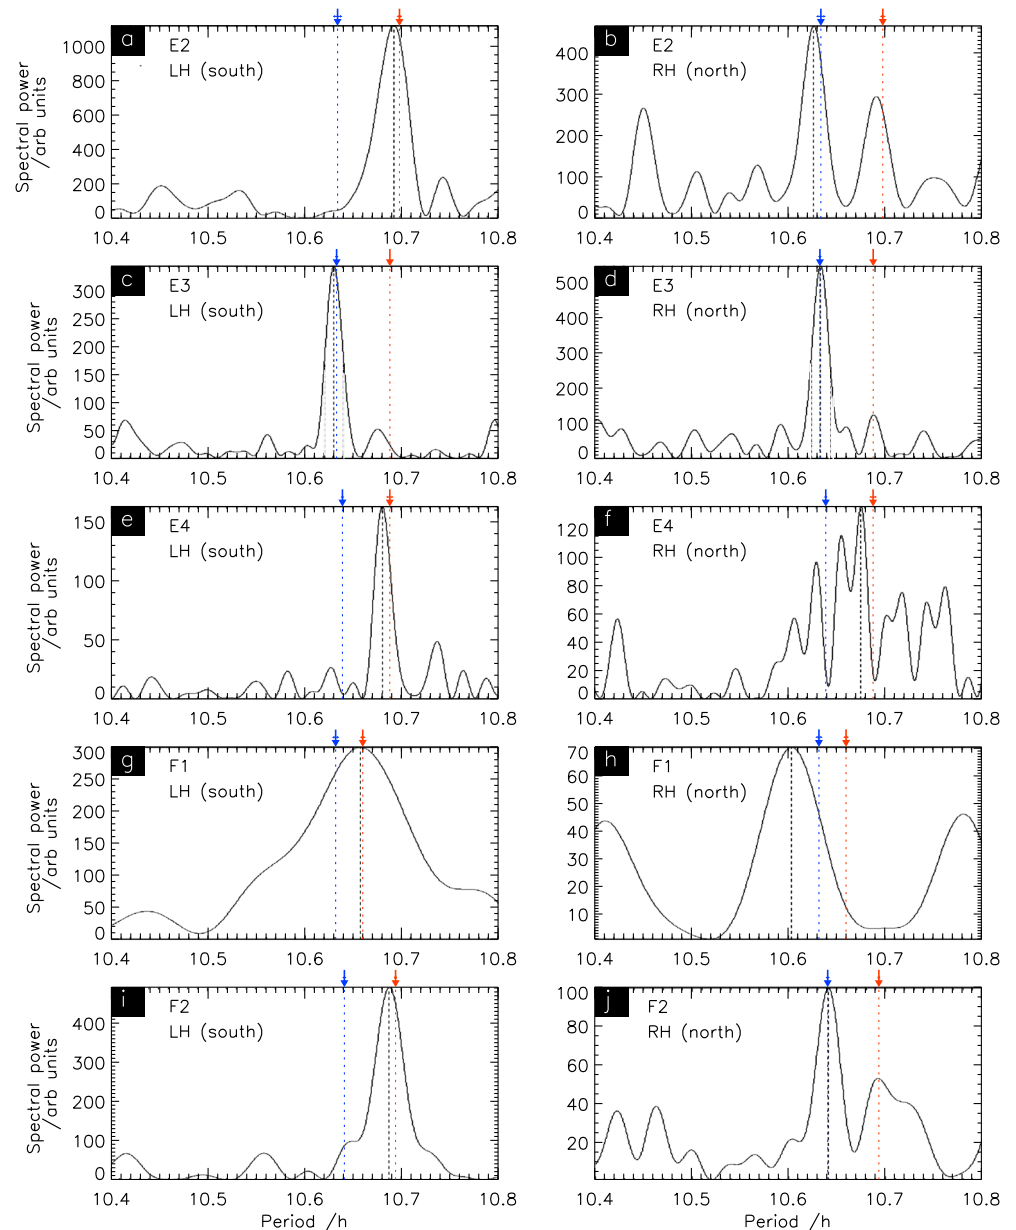 a
E2
LH (south)
Spectral power
/arb units
1000
800
600
400
200
0
10.4 10.5 10.6 10.7 10.8
b
E2
RH (north)
400
300
200
100
0
10.4 10.5 10.6 10.7 10.8
c
E3
LH (south)
Spectral power
/arb units
300
250
200
150
100
50
0
10.4 10.5 10.6 10.7 10.8
d
E3
RH (north)
500
400
300
200
100
0
10.4 10.5 10.6 10.7 10.8
e
E4
LH (south)
Spectral power
/arb units
150
100
50
0
10.4 10.5 10.6 10.7 10.8
f
E4
RH (north)
120
100
80
60
40
20
0
10.4 10.5 10.6 10.7 10.8
g
F1
LH (south)
Spectral power
/arb units
300
250
200
150
100
50
0
10.4 10.5 10.6 10.7 10.8
h
F1
RH (north)
70
60
50
40
30
20
10
10.4 10.5 10.6 10.7 10.8
i
F2
LH (south)
Spectral power
/arb units
400
300
200
100
0
10.4 10.5 10.6 10.7 10.8
Period /h
j
F2
RH (north)
100
80
60
40
20
10.4 10.5 10.6 10.7 10.8
Period /h